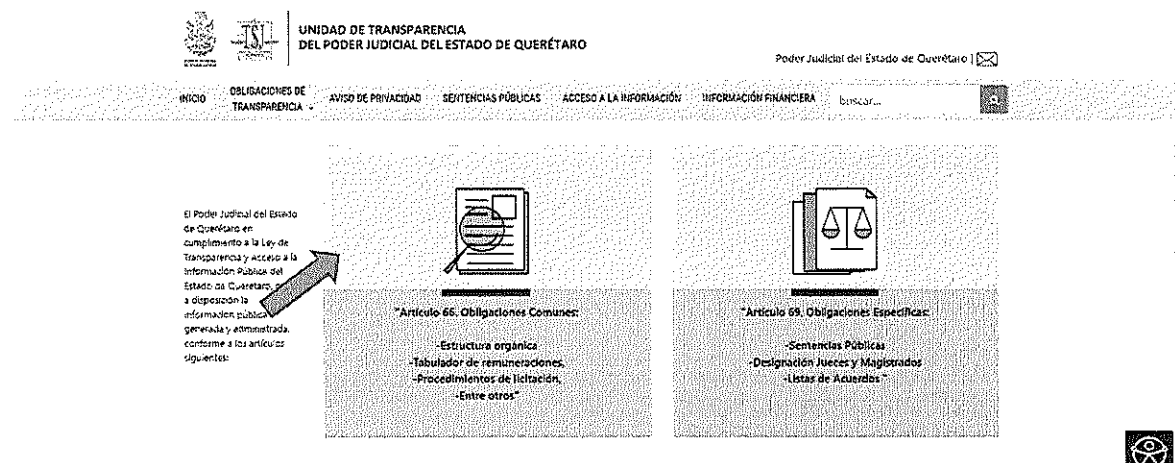 TSJ
UNIDAD DE TRANSPARENCIA
DEL PODER JUDICIAL DEL ESTADO DE QUERÉTARO
Poder Judicial del Estado de Querétaro |
INICIO
OBLIGACIONES DE
TRANSPARENCIA
AVISO DE PRIVACIDAD
SENTENCIAS PÚBLICAS
ACCESO A LA INFORMACIÓN
INFORMACIÓN FINANCIERA
buscar...
El Poder Judicial del Estado
de Querétaro en
cumplimiento a la Ley de
Transparencia y Acceso a la
Información Pública del
Estado de Querétaro,
a disposición la
información pública
generada y administrada,
conforme a los artículos
siguientes:
"Artículo 66. Obligaciones Comunes:
-Estructura orgánica
-Tabulador de remuneraciones,
-Procedimientos de licitación,
-Entre otros"
"Artículo 69. Obligaciones Específicas:
-Sentencias Públicas
-Designación Jueces y Magistrados
-Listas de Acuerdos "